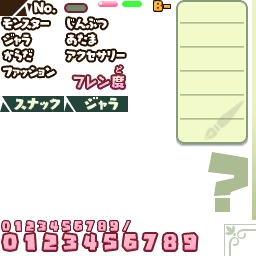 No. B-
モンスター じんぶつ
ジャラ あたま
からだ アクセサリー
ファッション
フレンド度
スナック ジャラ
?
0123456789/
0123456789